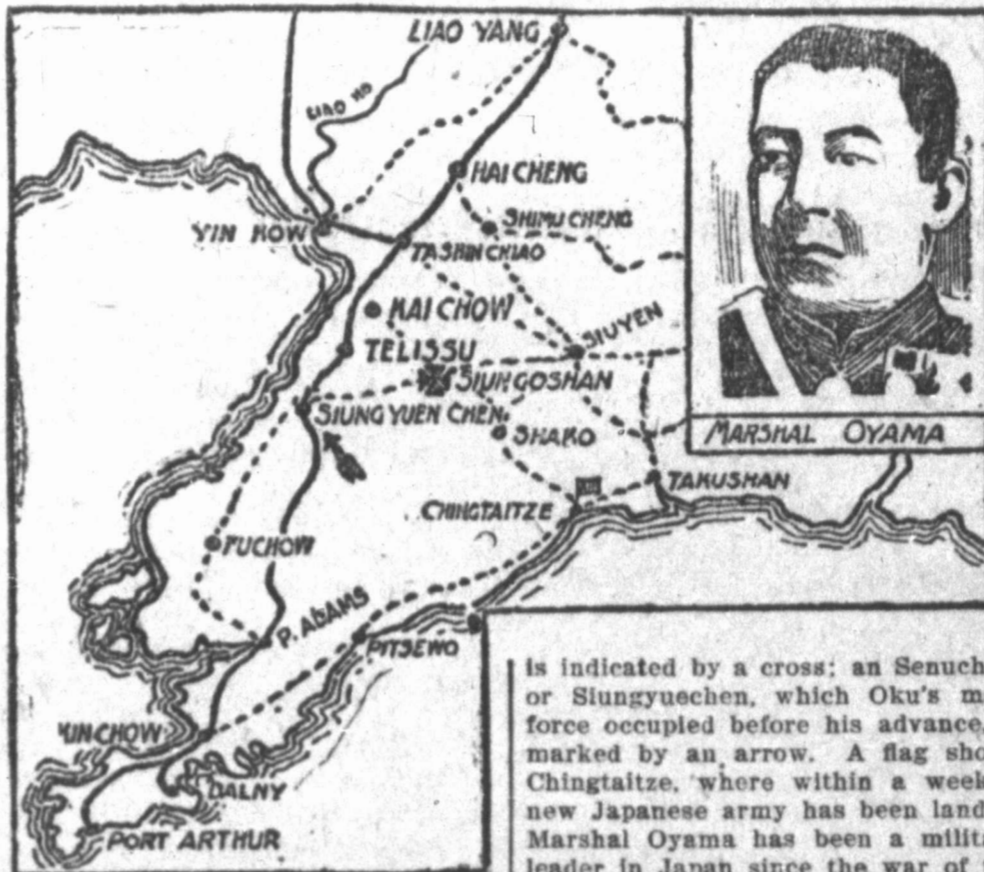 LIAO YANG
LIAO HO
HAI CHENG
SHIMU CHENG
YIN KOW
TASHIN CHIAO
KAI CHOW
SIUYEN
TELISSU
SIUNGOSHAN
SIUNG YUEN CHEN
SHAKO
MARSHAL OYAMA
TAKUSHAN
CHINGTAITZE
FUCHOW
P. ADAMS
PITSEWO
KINCHOW
DALNY
PORT ARTHUR
is indicated by a cross; an Senuch
or Siungyuechen, which Oku's m
force occupied before his advance,
marked by an arrow. A flag sho
Chingtaitze, where within a week
new Japanese army has been land
Marshal Oyama has been a milit
leader in Japan since the war of